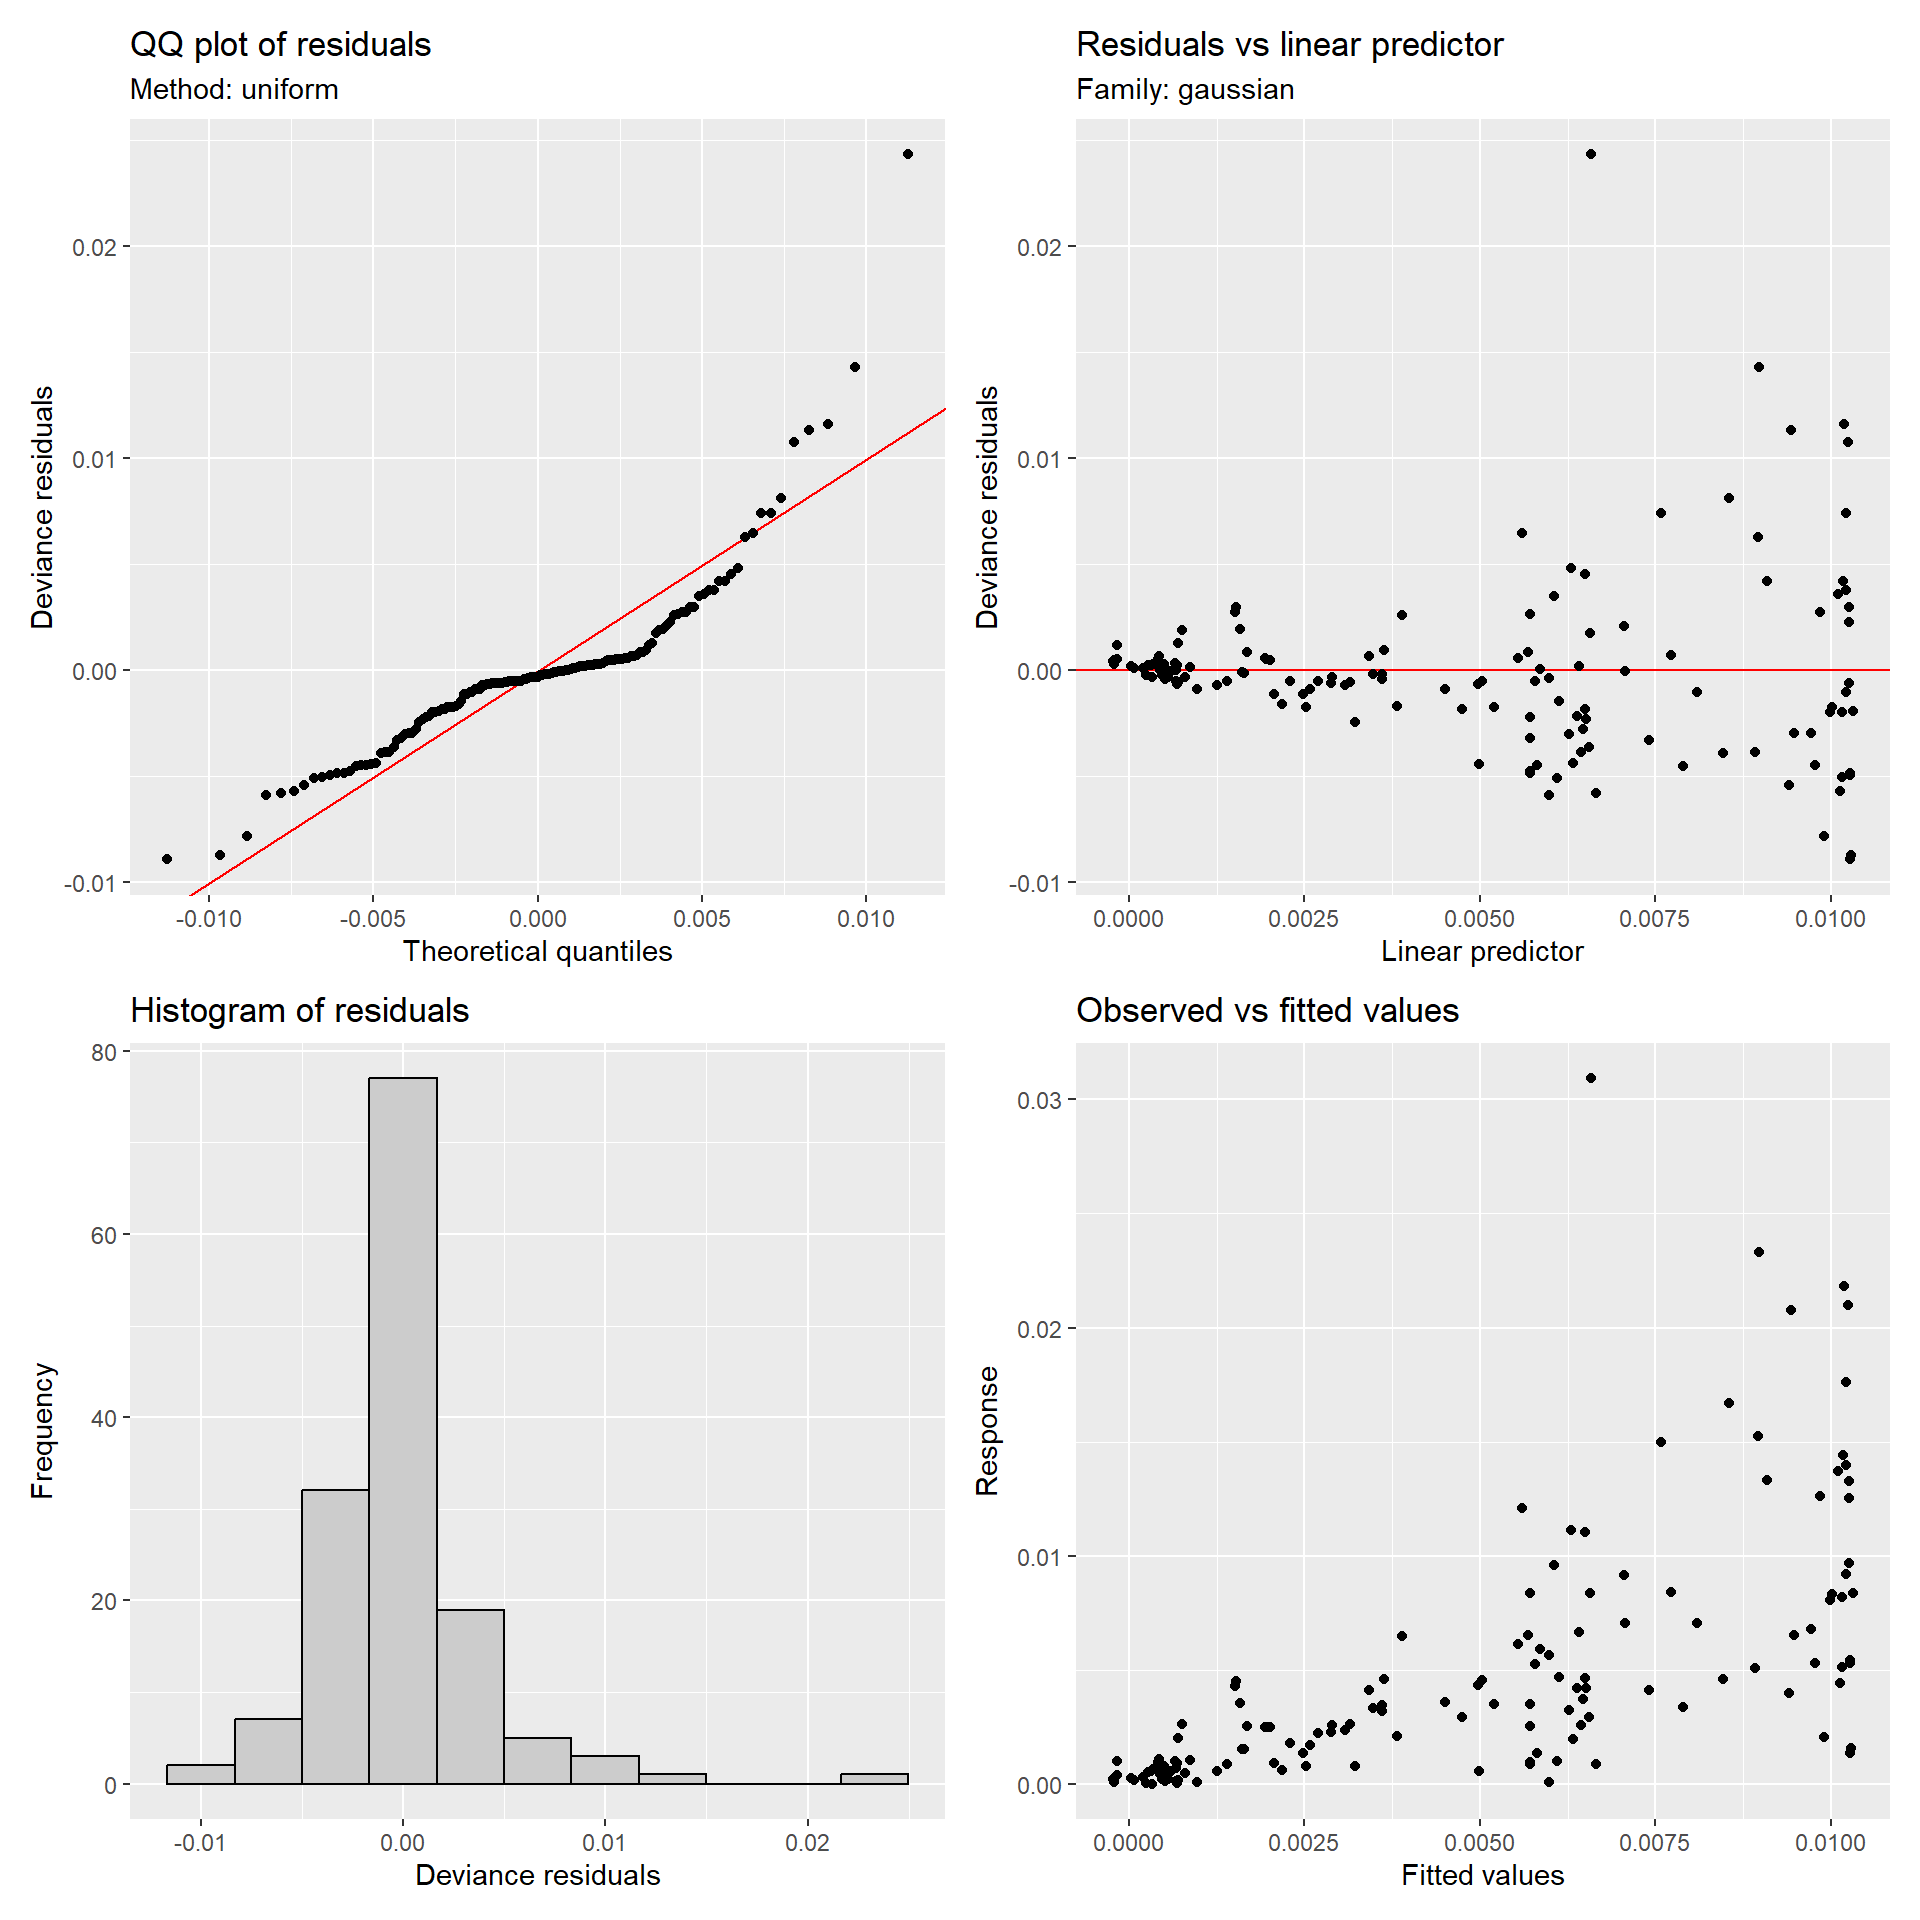 QQ plot of residuals
Method: uniform
Deviance residuals
0.02
0.01
0.00
-0.01
-0.010 -0.005 0.000 0.005 0.010
Theoretical quantiles
Residuals vs linear predictor
Family: gaussian
Deviance residuals
0.02
0.01
0.00
-0.01
0.0000 0.0025 0.0050 0.0075 0.0100
Linear predictor
Histogram of residuals
Frequency
80
60
40
20
0
-0.01 0.00 0.01 0.02
Deviance residuals
Observed vs fitted values
Response
0.03
0.02
0.01
0.00
0.0000 0.0025 0.0050 0.0075 0.0100
Fitted values